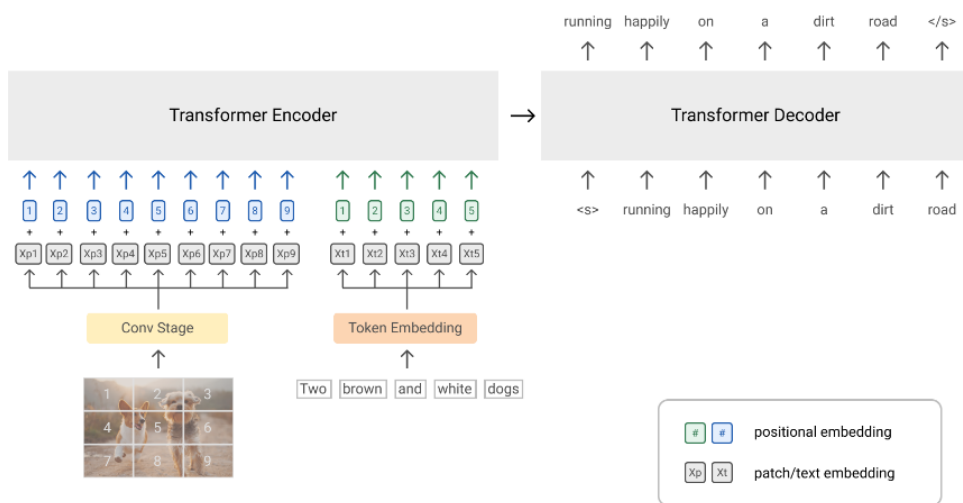 running happily on a dirt road </s>
Transformer Encoder
Transformer Decoder
1 2 3 4 5 6 7 8 9
1 2 3 4 5
<s> running happily on a dirt road
+ + + + + + + + +
+ + + + +
Xp1 Xp2 Xp3 Xp4 Xp5 Xp6 Xp7 Xp8 Xp9
Xt1 Xt2 Xt3 Xt4 Xt5
Conv Stage
Token Embedding
Two brown and white dogs
1 2 3
4 5 6
7 8 9
# # positional embedding
Xp Xt patch/text embedding